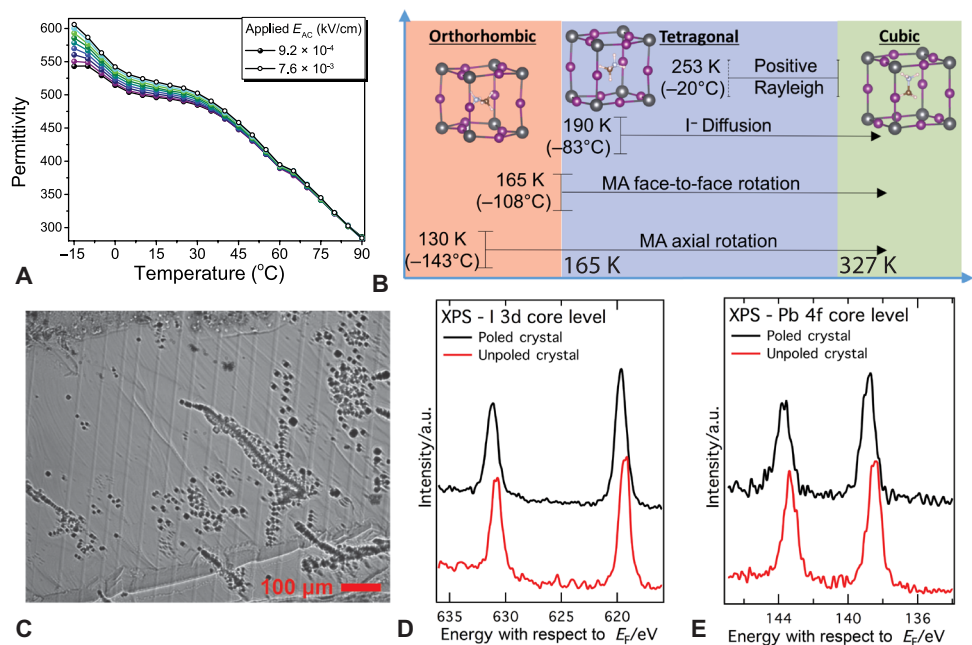 Applied E_AC (kV/cm)
9.2 × 10⁻⁴
7.6 × 10⁻³
Permittivity
600
550
500
450
400
350
300
−15
0
15
30
45
60
75
90
Temperature (°C)
A
Orthorhombic
Tetragonal
Cubic
253 K
(−20°C)
Positive
Rayleigh
190 K
(−83°C)
I⁻ Diffusion
165 K
(−108°C)
MA face-to-face rotation
130 K
(−143°C)
MA axial rotation
165 K
327 K
B
100 µm
C
XPS - I 3d core level
Poled crystal
Unpoled crystal
Intensity/a.u.
635
630
625
620
Energy with respect to E_F/eV
D
XPS - Pb 4f core level
Poled crystal
Unpoled crystal
Intensity/a.u.
144
140
136
Energy with respect to E_F/eV
E